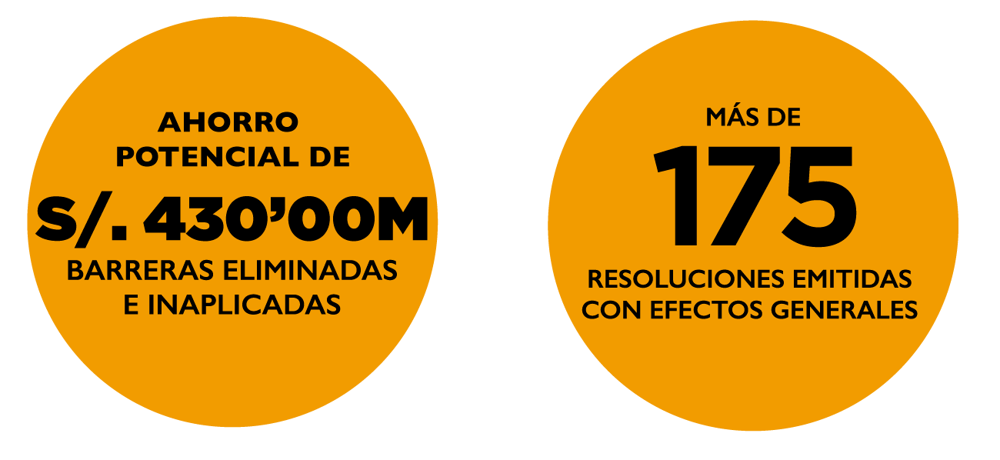 AHORRO
POTENCIAL DE
S/. 430’00M
BARRERAS ELIMINADAS
E INAPLICADAS
MÁS DE
175
RESOLUCIONES EMITIDAS
CON EFECTOS GENERALES